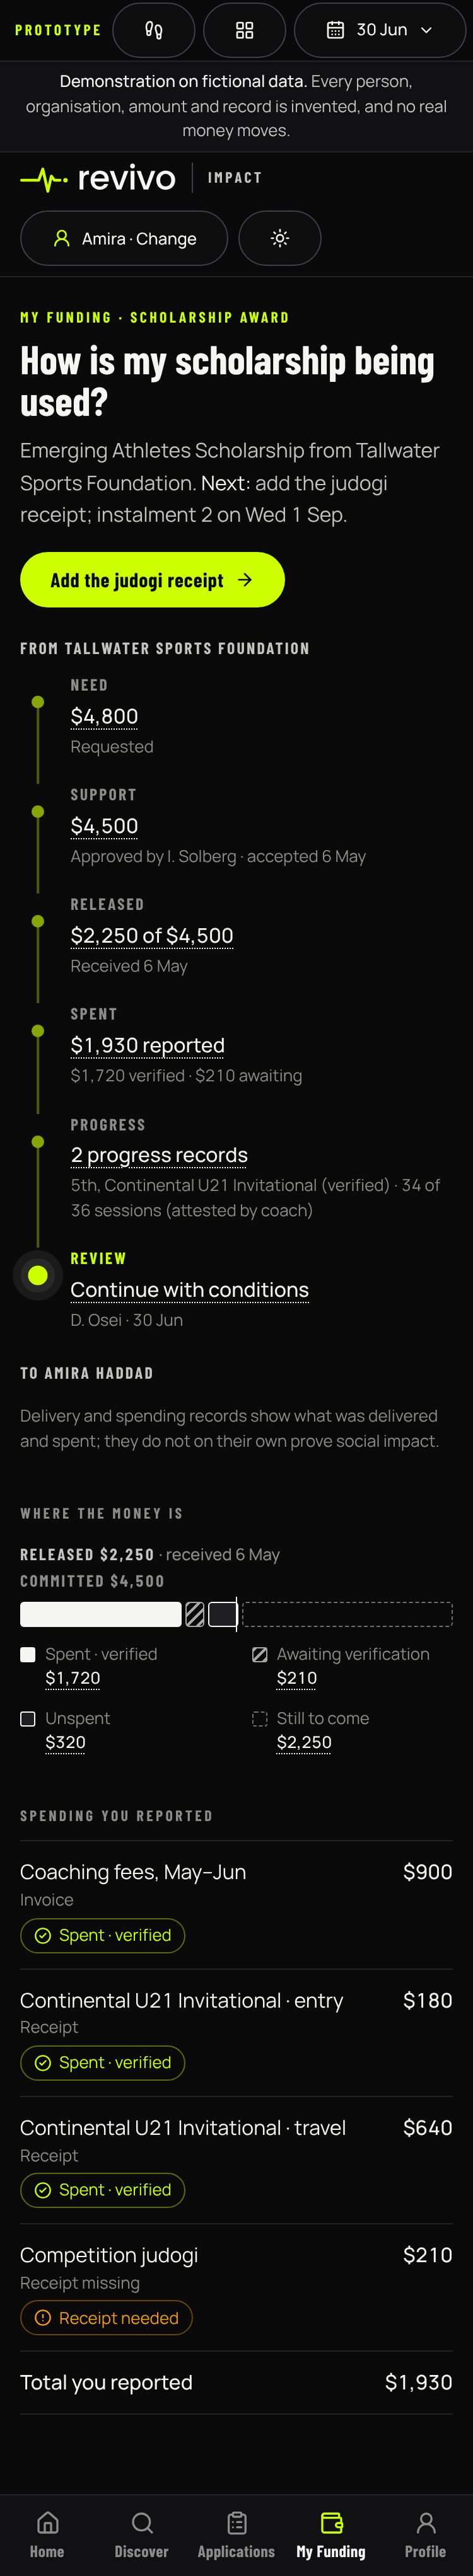 PROTOTYPE
30 Jun
Demonstration on fictional data. Every person,
organisation, amount and record is invented, and no real
money moves.
revivo
IMPACT
Amira · Change
MY FUNDING · SCHOLARSHIP AWARD
How is my scholarship being
used?
Emerging Athletes Scholarship from Tallwater
Sports Foundation. Next: add the judogi
receipt; instalment 2 on Wed 1 Sep.
Add the judogi receipt
FROM TALLWATER SPORTS FOUNDATION
NEED
$4,800
Requested
SUPPORT
$4,500
Approved by I. Solberg · accepted 6 May
RELEASED
$2,250 of $4,500
Received 6 May
SPENT
$1,930 reported
$1,720 verified · $210 awaiting
PROGRESS
2 progress records
5th, Continental U21 Invitational (verified) · 34 of
36 sessions (attested by coach)
REVIEW
Continue with conditions
D. Osei · 30 Jun
TO AMIRA HADDAD
Delivery and spending records show what was delivered
and spent; they do not on their own prove social impact.
WHERE THE MONEY IS
RELEASED $2,250 · received 6 May
COMMITTED $4,500
Spent · verified
$1,720
Awaiting verification
$210
Unspent
$320
Still to come
$2,250
SPENDING YOU REPORTED
Coaching fees, May–Jun $900
Invoice
Spent · verified
Continental U21 Invitational · entry $180
Receipt
Spent · verified
Continental U21 Invitational · travel $640
Receipt
Spent · verified
Competition judogi $210
Receipt missing
Receipt needed
Total you reported $1,930
Home Discover Applications My Funding Profile